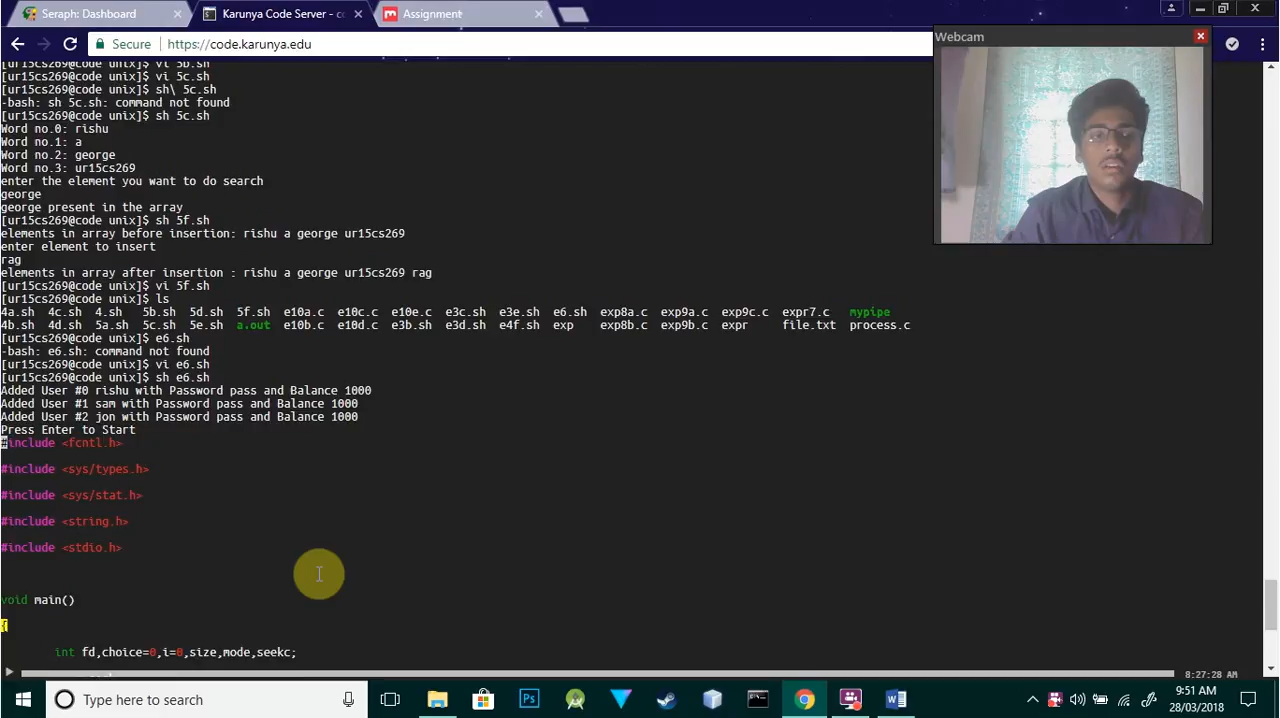 Seraph: Dashboard
Karunya Code Server - co
Assignment
Secure
https://code.karunya.edu
Webcam
[ur15cs269@code unix]$ vi 5b.sh
[ur15cs269@code unix]$ vi 5c.sh
[ur15cs269@code unix]$ sh\ 5c.sh
-bash: sh 5c.sh: command not found
[ur15cs269@code unix]$ sh 5c.sh
Word no.0: rishu
Word no.1: a
Word no.2: george
Word no.3: ur15cs269
enter the element you want to do search
george
george present in the array
[ur15cs269@code unix]$ sh 5f.sh
elements in array before insertion: rishu a george ur15cs269
enter element to insert
rag
elements in array after insertion : rishu a george ur15cs269 rag
[ur15cs269@code unix]$ vi 5f.sh
[ur15cs269@code unix]$ ls
4a.sh 4c.sh 4.sh 5b.sh 5d.sh 5f.sh e10a.c e10c.c e10e.c e3c.sh e3e.sh e6.sh exp8a.c exp9a.c exp9c.c expr7.c mypipe
4b.sh 4d.sh 5a.sh 5c.sh 5e.sh a.out e10b.c e10d.c e3b.sh e3d.sh e4f.sh exp exp8b.c exp9b.c expr file.txt process.c
[ur15cs269@code unix]$ e6.sh
-bash: e6.sh: command not found
[ur15cs269@code unix]$ vi e6.sh
[ur15cs269@code unix]$ sh e6.sh
Added User #0 rishu with Password pass and Balance 1000
Added User #1 sam with Password pass and Balance 1000
Added User #2 jon with Password pass and Balance 1000
Press Enter to Start
#include <fcntl.h>
#include <sys/types.h>
#include <sys/stat.h>
#include <string.h>
#include <stdio.h>
void main()
{
int fd,choice=0,i=0,size,mode,seekc;
8:27:28 AM
Type here to search
9:51 AM
28/03/2018